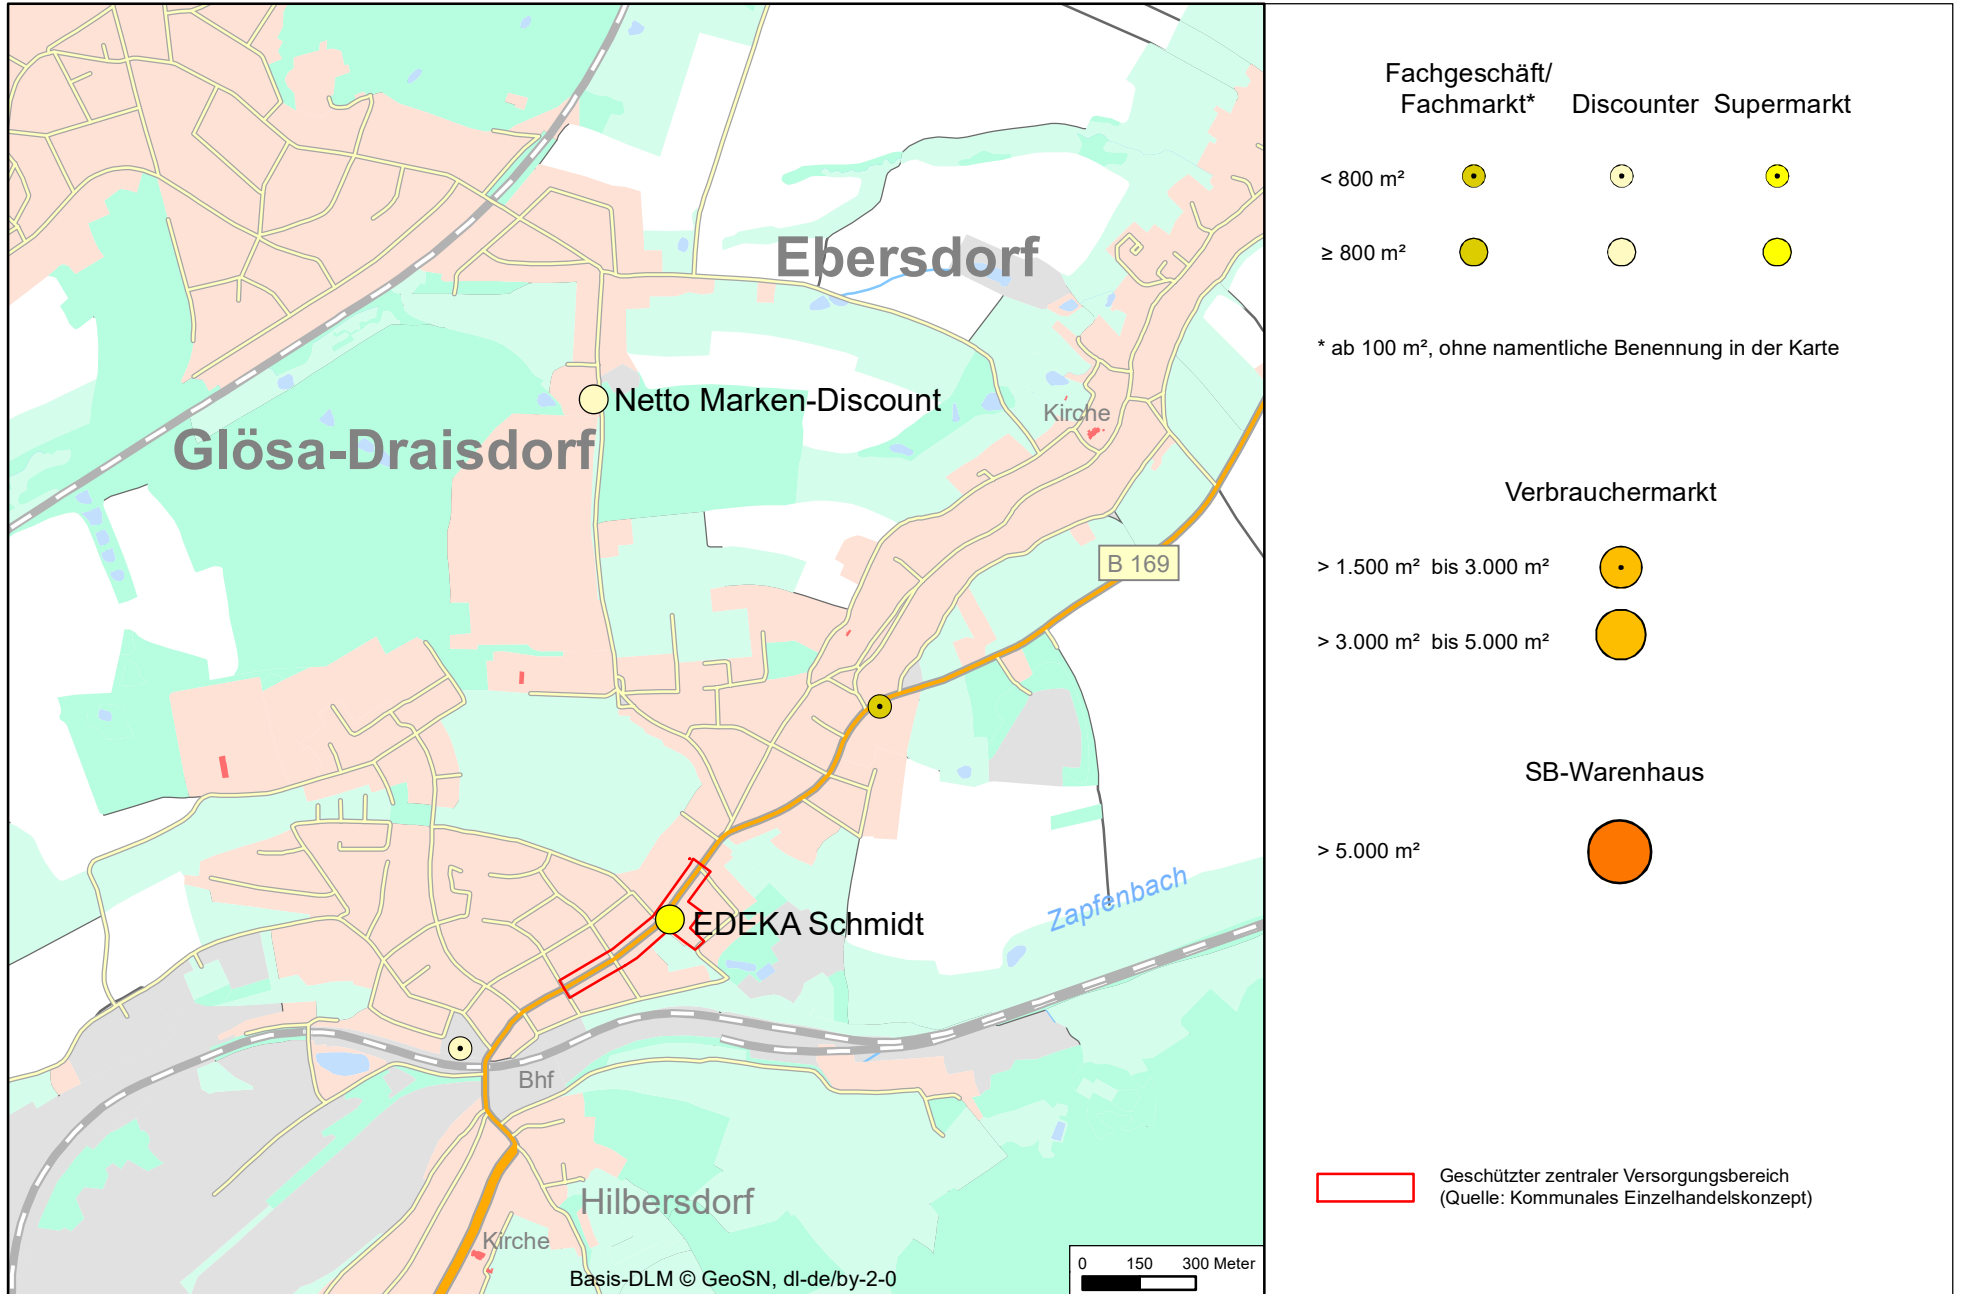 Ebersdorf
Netto Marken-Discount
Glösa-Draisdorf
Kirche
B 169
EDEKA Schmidt
Zapfenbach
Bhf
Hilbersdorf
Kirche
Basis-DLM © GeoSN, dl-de/by-2-0
0 150 300 Meter
Fachgeschäft/
Fachmarkt* Discounter Supermarkt
< 800 m²
≥ 800 m²
* ab 100 m², ohne namentliche Benennung in der Karte
Verbrauchermarkt
> 1.500 m² bis 3.000 m²
> 3.000 m² bis 5.000 m²
SB-Warenhaus
> 5.000 m²
Geschützter zentraler Versorgungsbereich
(Quelle: Kommunales Einzelhandelskonzept)